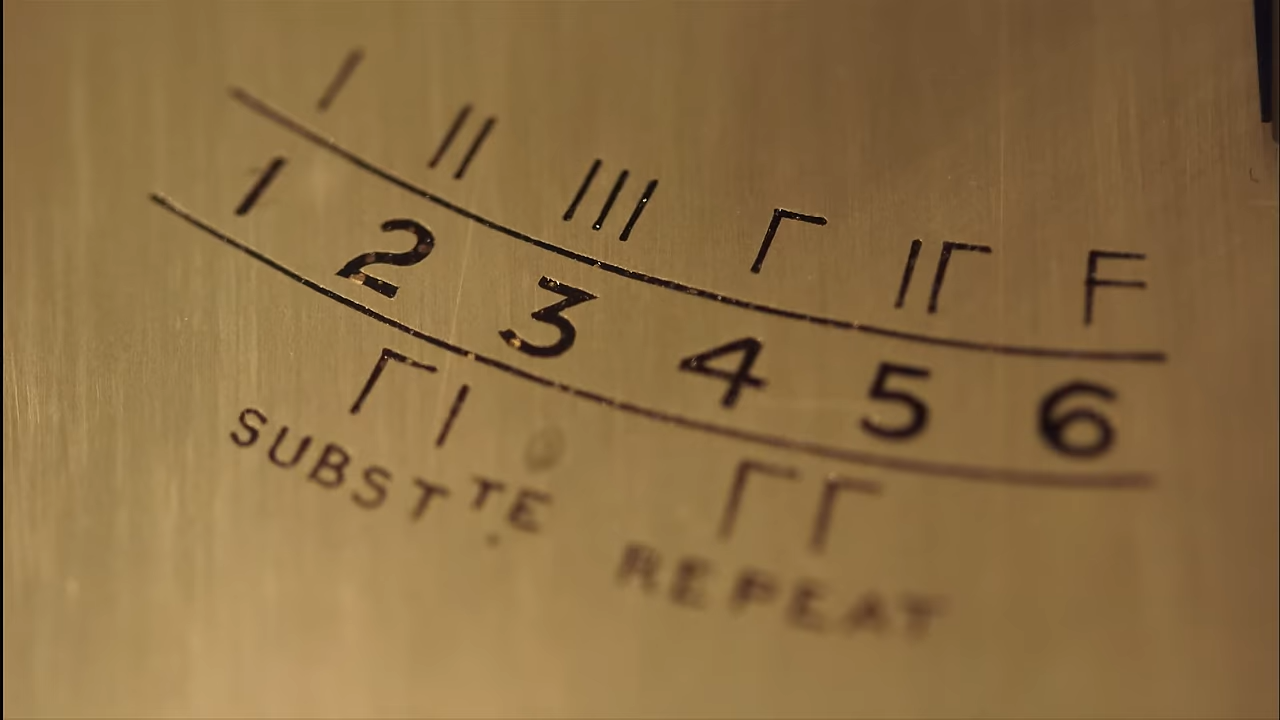 I II III Γ IΓ F
1 2 3 4 5 6
ΓI ΓΓ
SUBSTTE REPEAT